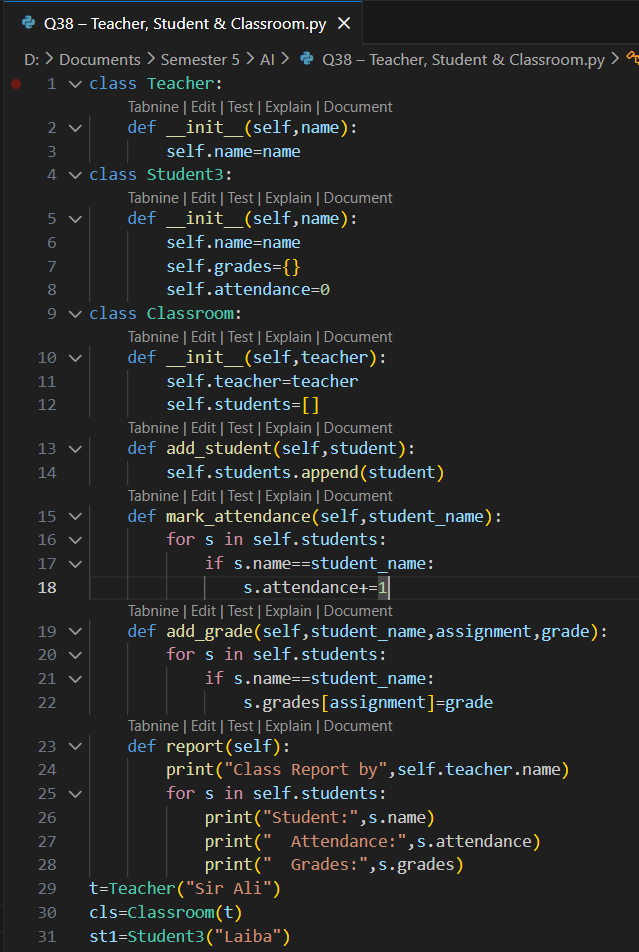 Q38 – Teacher, Student & Classroom.py ×
D: > Documents > Semester 5 > AI > Q38 – Teacher, Student & Classroom.py >
1 class Teacher:
Tabnine | Edit | Test | Explain | Document
2     def __init__(self,name):
3         self.name=name
4 class Student3:
Tabnine | Edit | Test | Explain | Document
5     def __init__(self,name):
6         self.name=name
7         self.grades={}
8         self.attendance=0
9 class Classroom:
Tabnine | Edit | Test | Explain | Document
10     def __init__(self,teacher):
11         self.teacher=teacher
12         self.students=[]
Tabnine | Edit | Test | Explain | Document
13     def add_student(self,student):
14         self.students.append(student)
Tabnine | Edit | Test | Explain | Document
15     def mark_attendance(self,student_name):
16         for s in self.students:
17             if s.name==student_name:
18                 s.attendance+=1
Tabnine | Edit | Test | Explain | Document
19     def add_grade(self,student_name,assignment,grade):
20         for s in self.students:
21             if s.name==student_name:
22                 s.grades[assignment]=grade
Tabnine | Edit | Test | Explain | Document
23     def report(self):
24         print("Class Report by",self.teacher.name)
25         for s in self.students:
26             print("Student:",s.name)
27             print("  Attendance:",s.attendance)
28             print("  Grades:",s.grades)
29 t=Teacher("Sir Ali")
30 cls=Classroom(t)
31 st1=Student3("Laiba")